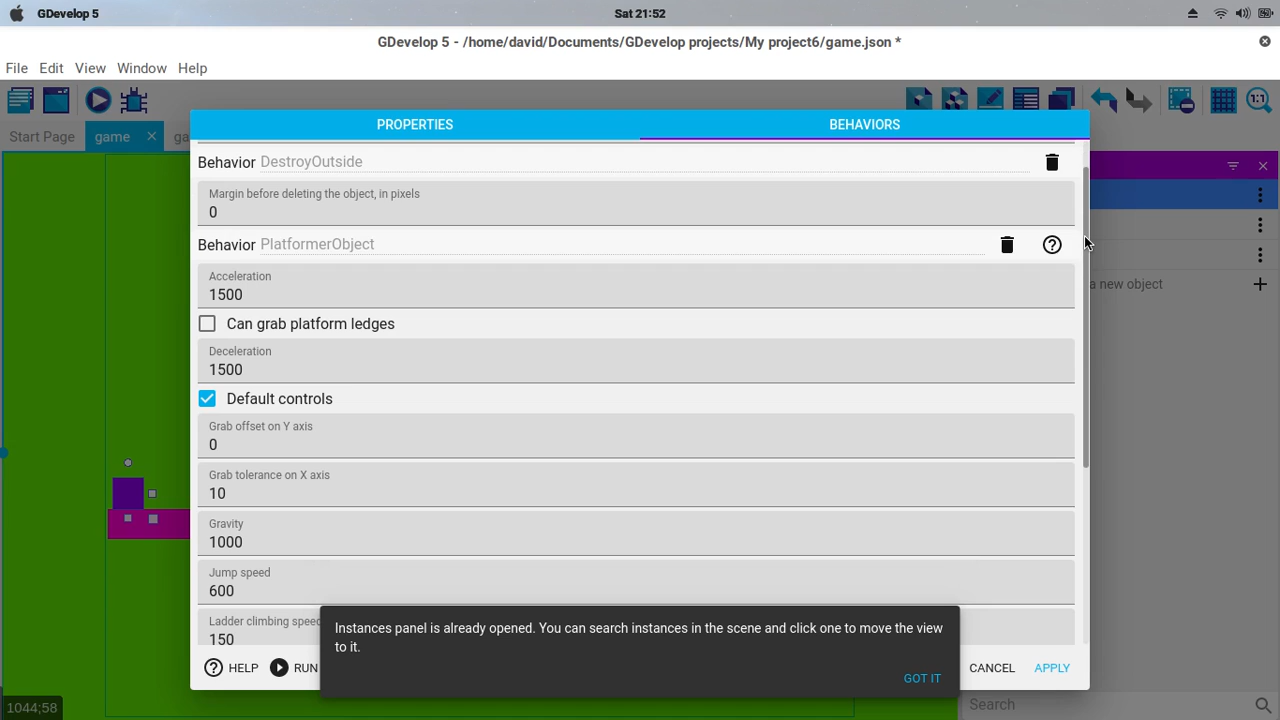 GDevelop 5
Sat 21:52
GDevelop 5 - /home/david/Documents/GDevelop projects/My project6/game.json *
File Edit View Window Help
1:1
Start Page
game
ga
PROPERTIES
BEHAVIORS
Behavior DestroyOutside
Margin before deleting the object, in pixels
0
Behavior PlatformerObject
Acceleration
1500
Can grab platform ledges
Deceleration
1500
Default controls
Grab offset on Y axis
0
Grab tolerance on X axis
10
Gravity
1000
Jump speed
600
Ladder climbing speed
150
a new object
Instances panel is already opened. You can search instances in the scene and click one to move the view
to it.
GOT IT
HELP
RUN
CANCEL
APPLY
1044;58
Search